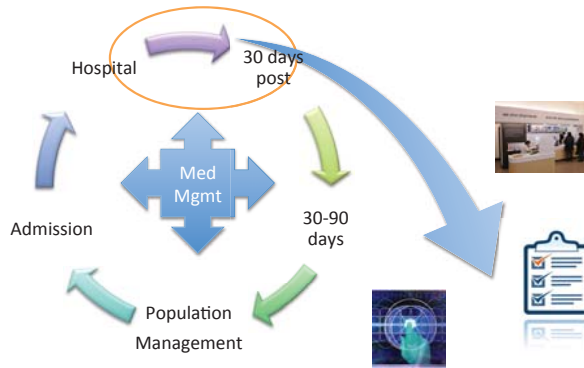 Hospital
30 days
post
Med
Mgmt
30-90
days
Admission
Population
Management